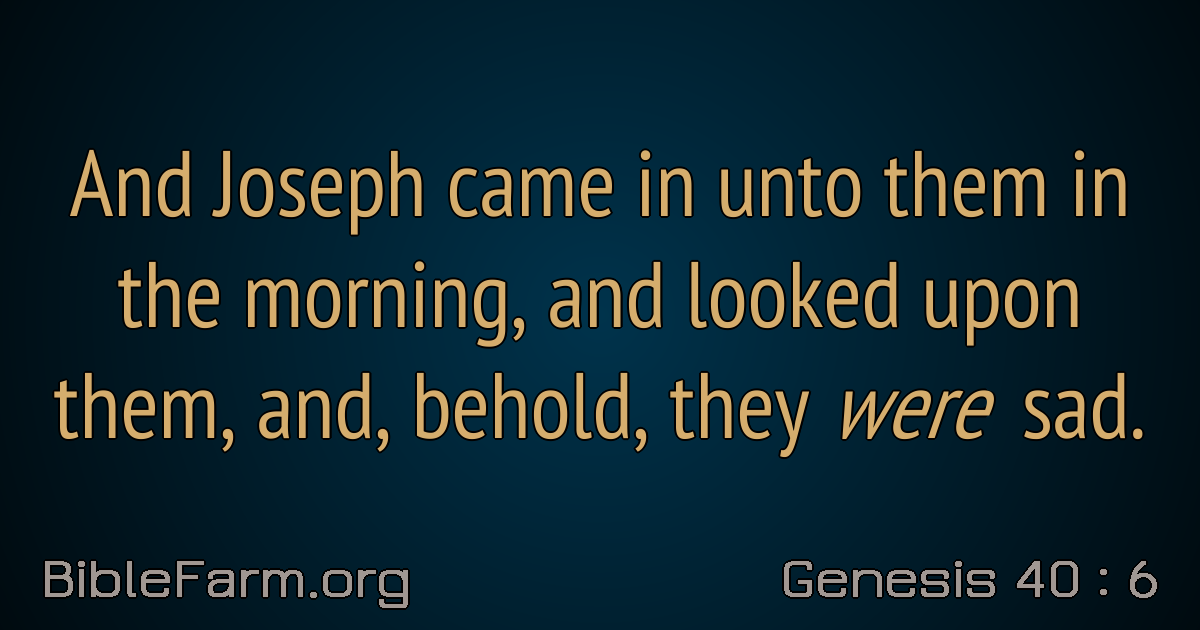 And Joseph came in unto them in
the morning, and looked upon
them, and, behold, they were sad.
BibleFarm.org
Genesis 40 : 6